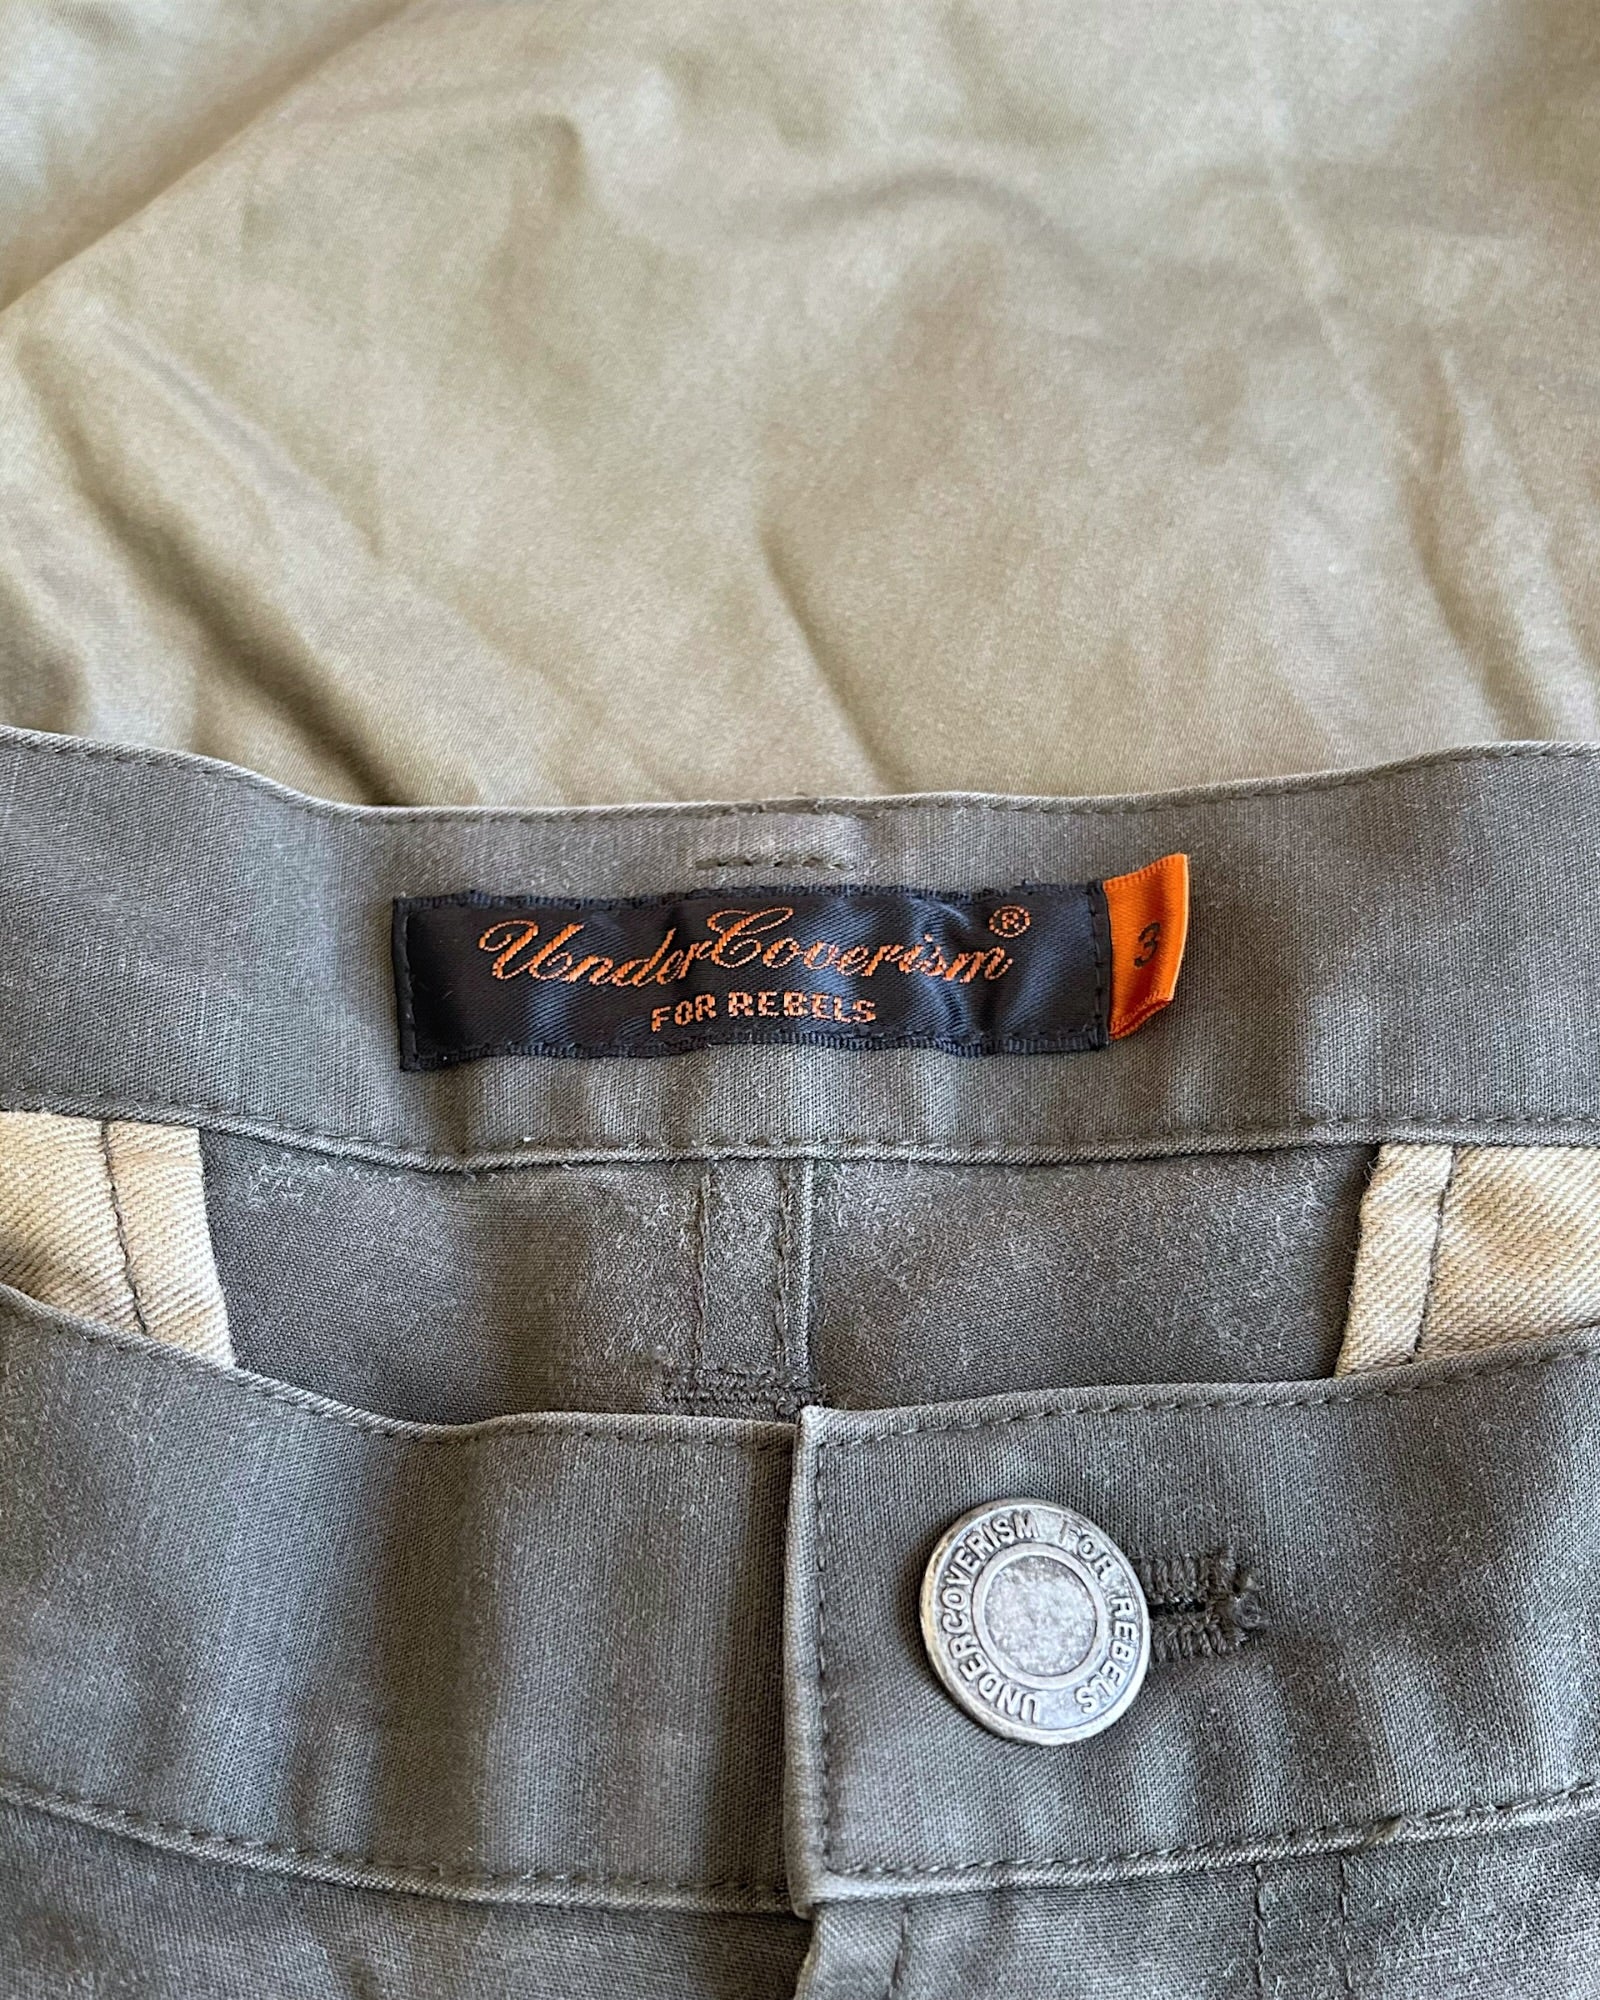 UnderCoverism®
FOR REBELS
3
UNDERCOVERISM FOR REBELS